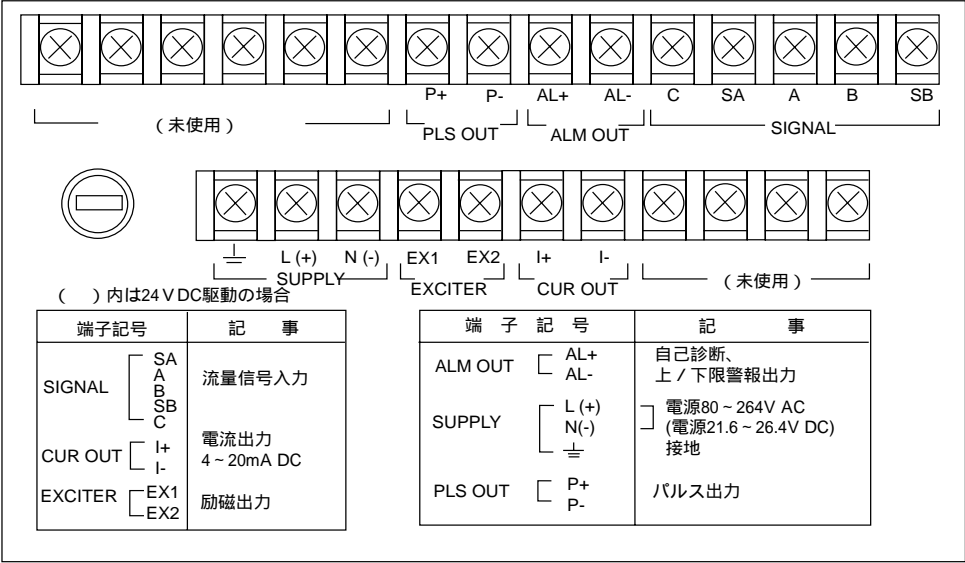 P+ P- AL+ AL- C SA A B SB
(未使用) PLS OUT ALM OUT SIGNAL
L (+) N (-) EX1 EX2 I+ I-
SUPPLY EXCITER CUR OUT (未使用)
( )内は24V DC駆動の場合
端子記号 記 事
SIGNAL SA A B SB C 流量信号入力
CUR OUT I+ I- 電流出力
4~20mA DC
EXCITER EX1 EX2 励磁出力
端 子 記 号 記 事
ALM OUT AL+ AL- 自己診断、
上/下限警報出力
SUPPLY L (+) N(-) 電源80~264V AC
(電源21.6~26.4V DC)
接地
PLS OUT P+ P- パルス出力